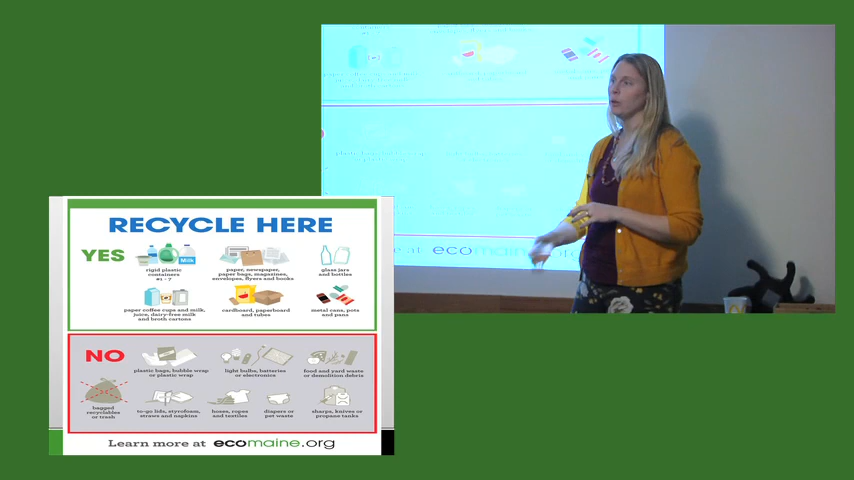 RECYCLE HERE
YES
Milk
rigid plastic
containers
#1 - 7
paper, newspaper,
paper bags, magazines,
envelopes, flyers and books
glass jars
and bottles
paper coffee cups and milk,
juice, dairy-free milk
and broth cartons
cardboard, paperboard
and tubes
metal cans, pots
and pans
NO
plastic bags, bubble wrap
or plastic wrap
light bulbs, batteries
or electronics
food and yard waste
or demolition debris
bagged
recyclables
or trash
to-go lids, styrofoam,
straws and napkins
hoses, ropes
and textiles
diapers or
pet waste
sharps, knives or
propane tanks
Learn more at ecomaine.org
at ecomaine.o